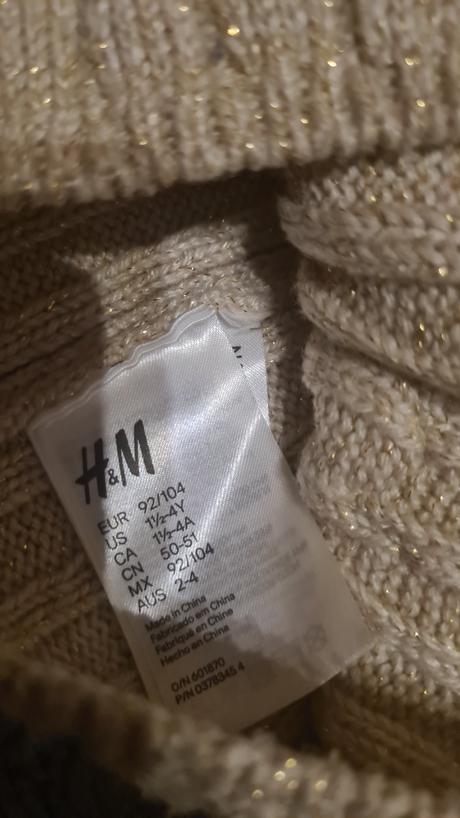 H&M
EUR 92/104
US 1½-4Y
CA 1½-4A
CN 50-51
MX 92/104
AUS 2-4
Made in China
Fabricado em China
Fabriqué en Chine
Hecho en China
O/N 601870
P/N 0378345 4